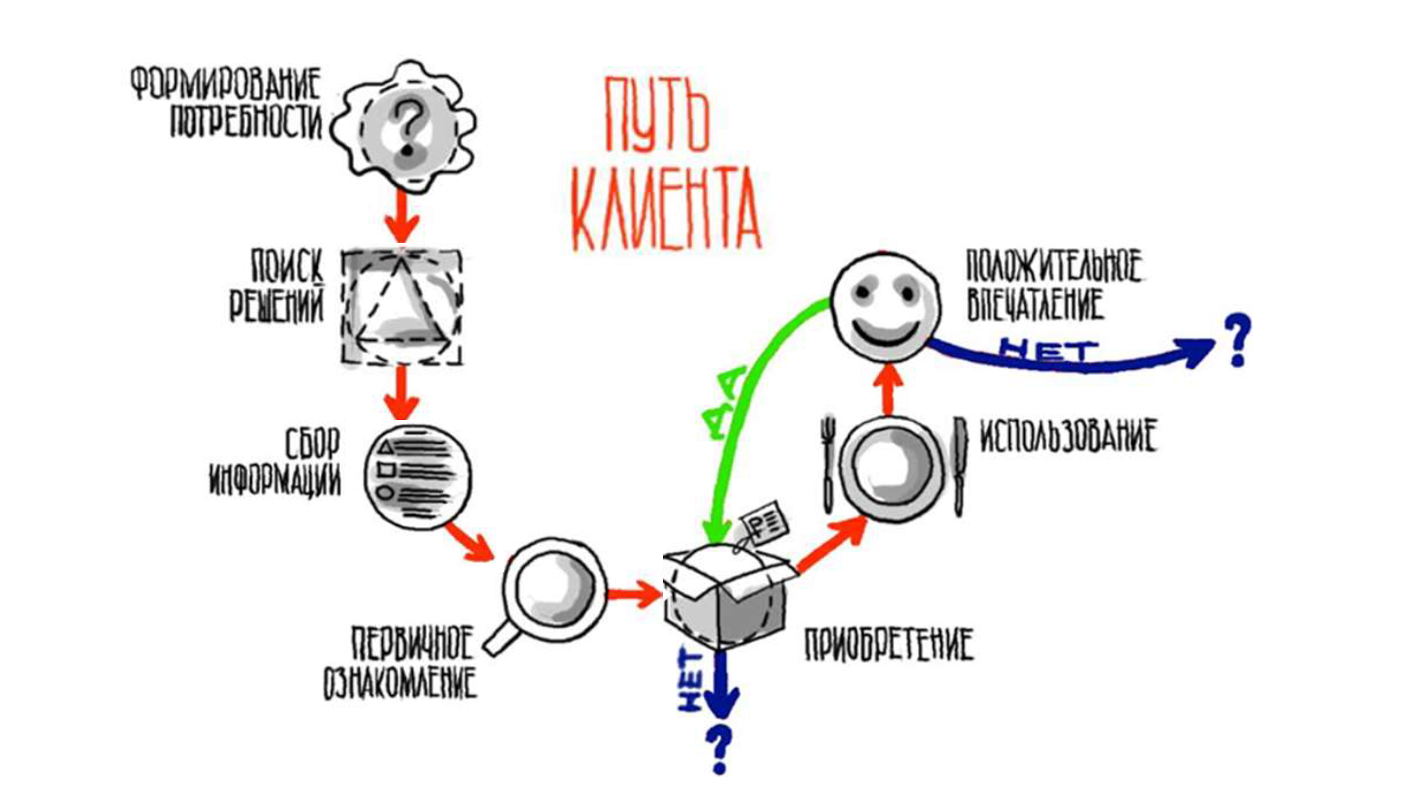 ПУТЬ
КЛИЕНТА
ФОРМИРОВАНИЕ
ПОТРЕБНОСТИ
?
ПОИСК
РЕШЕНИЙ
СБОР
ИНФОРМАЦИИ
ПЕРВИЧНОЕ
ОЗНАКОМЛЕНИЕ
ПРИОБРЕТЕНИЕ
₽
НЕТ
?
ИСПОЛЬЗОВАНИЕ
ПОЛОЖИТЕЛЬНОЕ
ВПЕЧАТЛЕНИЕ
НЕТ
?
ДА